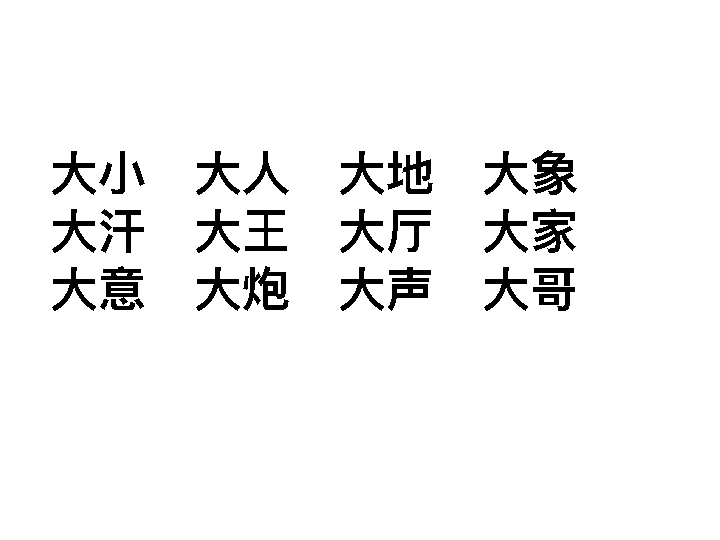 大小　大人　大地　大象
大汗　大王　大厅　大家
大意　大炮　大声　大哥